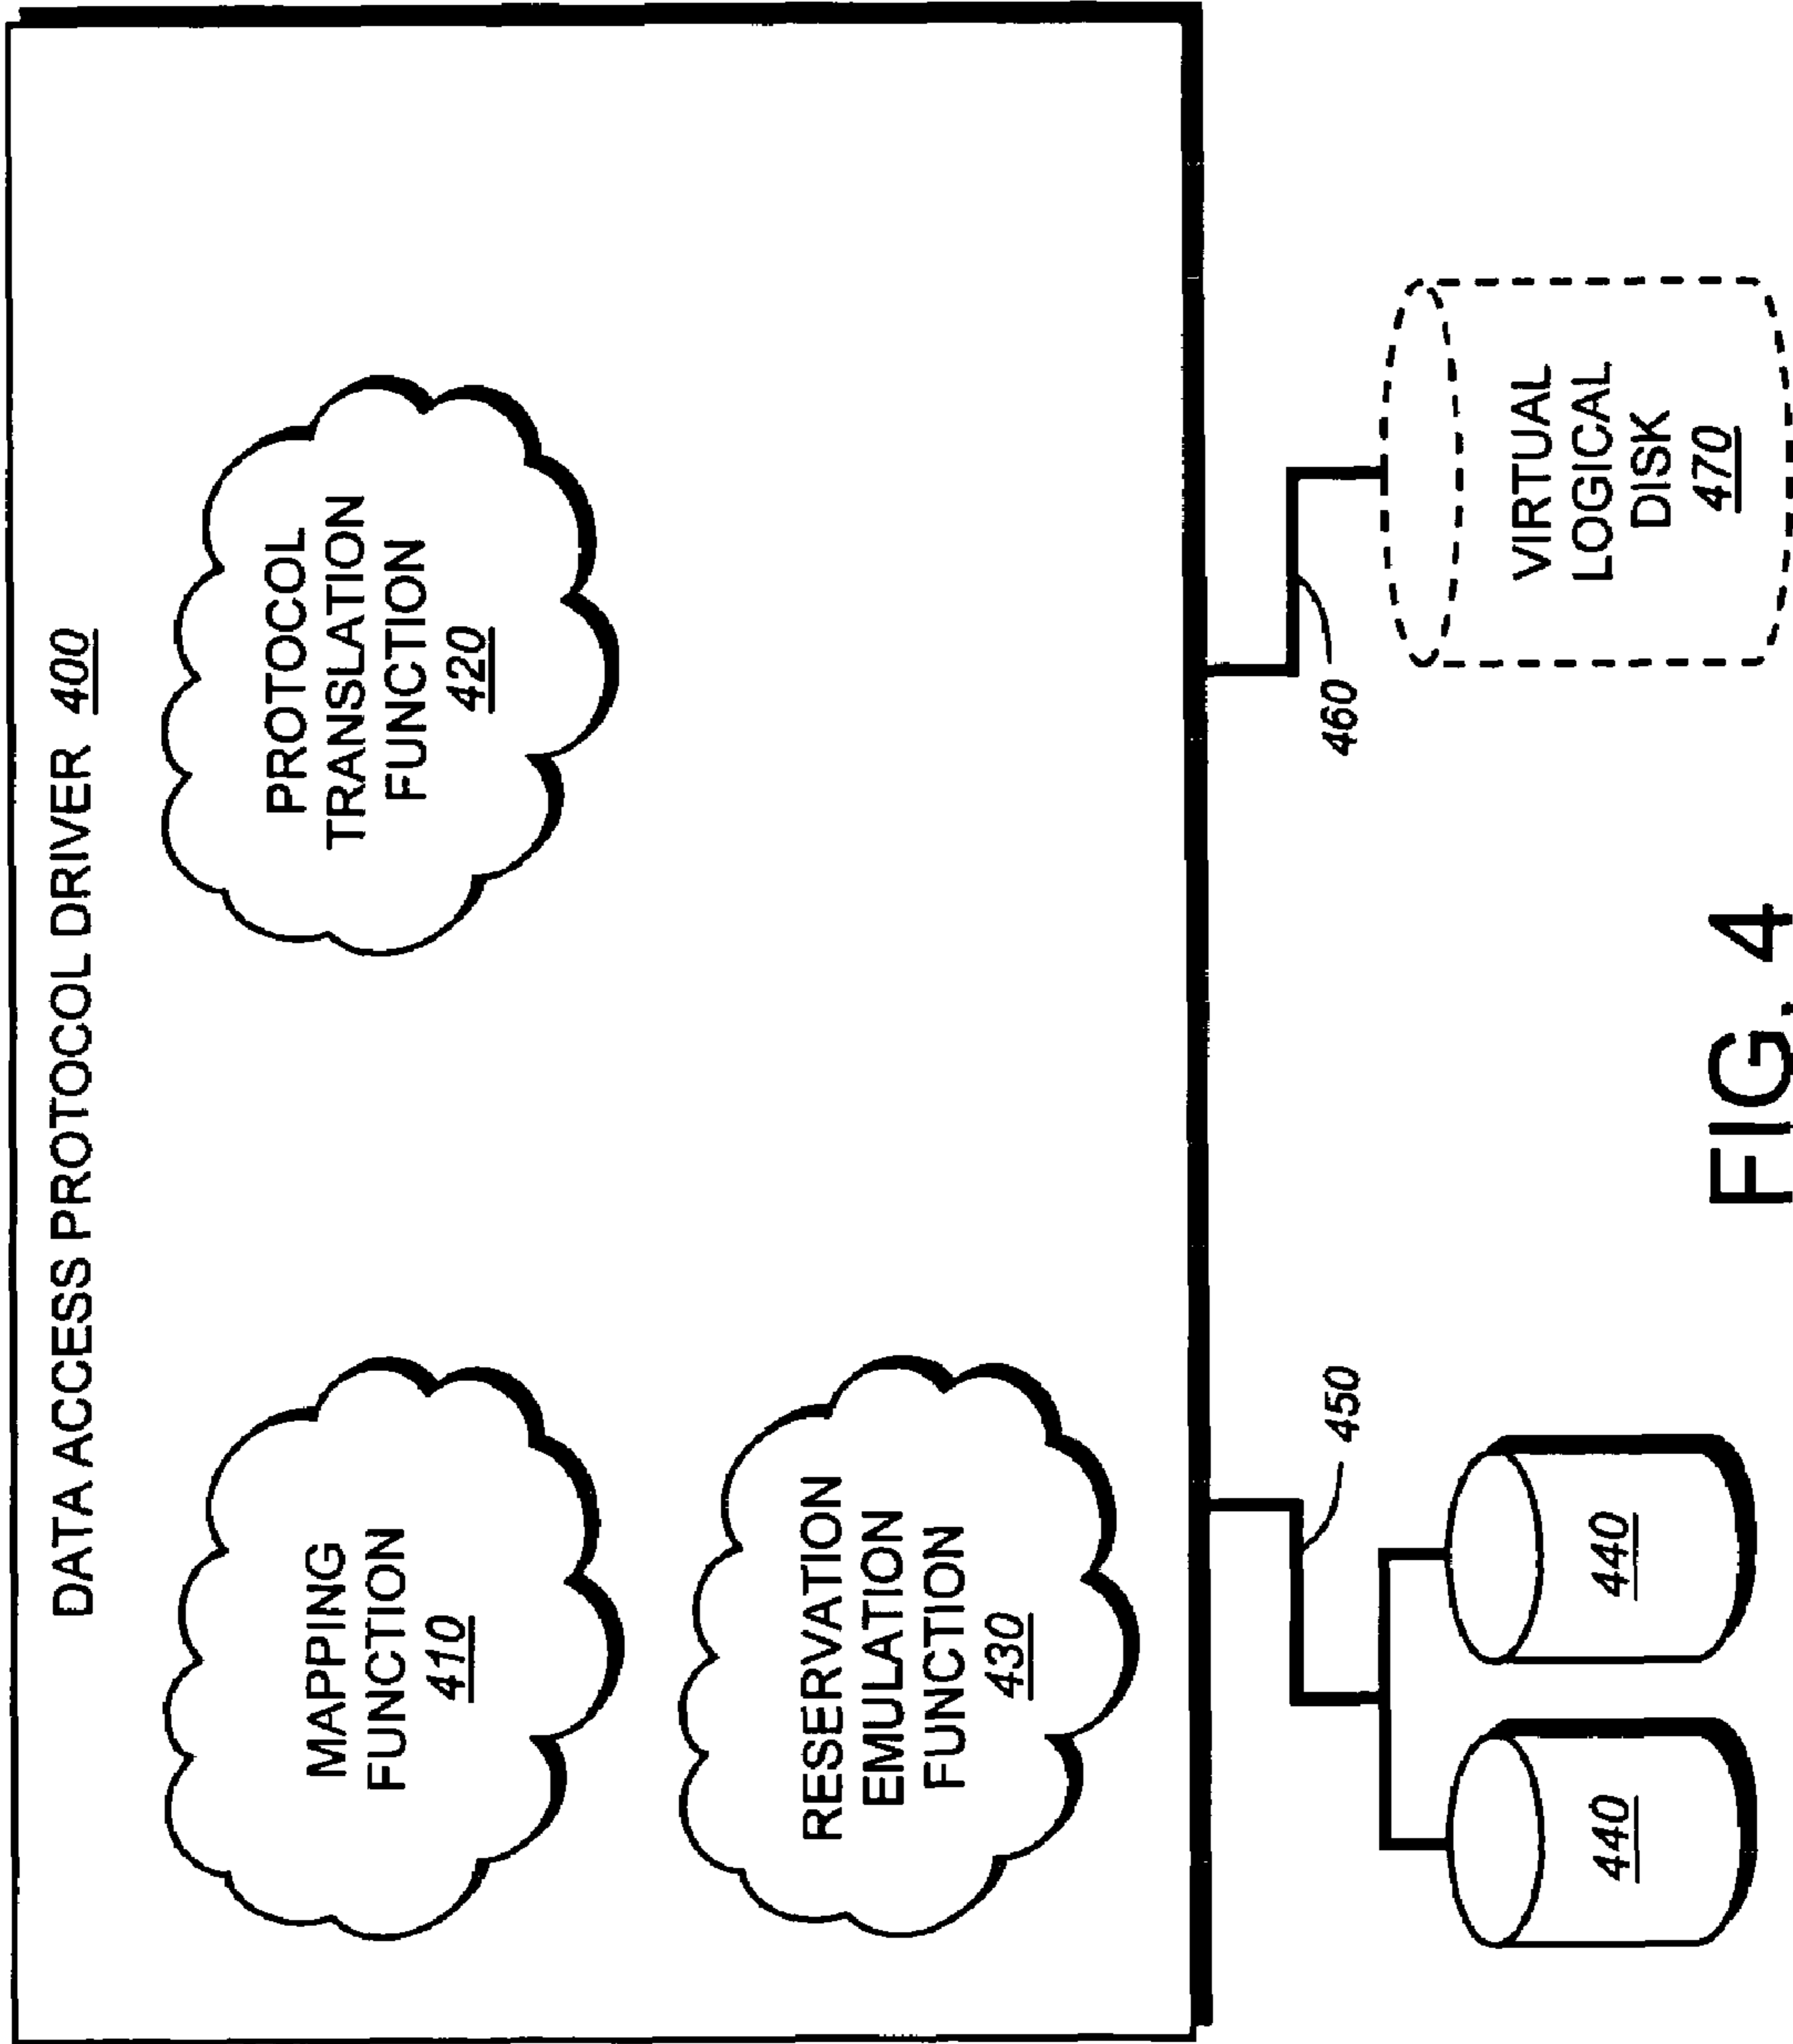 DATA ACCESS PROTOCOL DRIVER 400
MAPPING
FUNCTION
410
PROTOCOL
TRANSLATION
FUNCTION
420
RESERVATION
EMULATION
FUNCTION
430
450
460
440
440
VIRTUAL
LOGICAL
DISK
470
FIG. 4